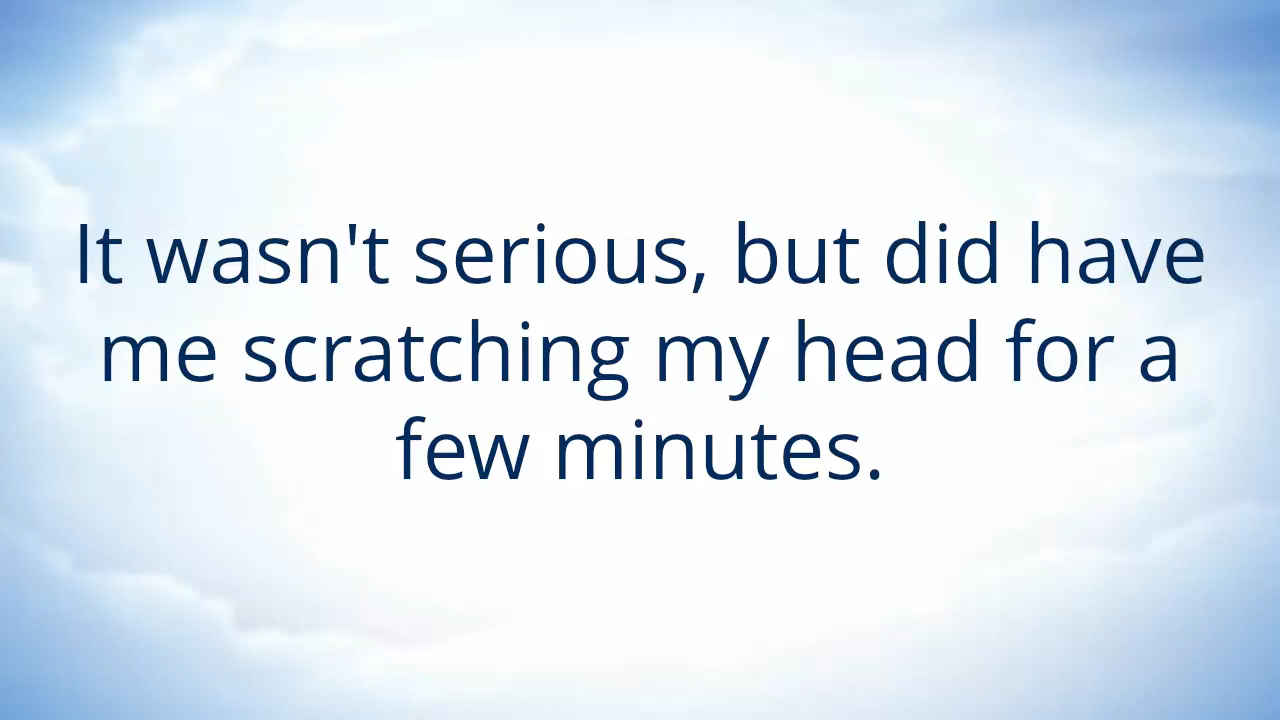 It wasn't serious, but did have
me scratching my head for a
few minutes.